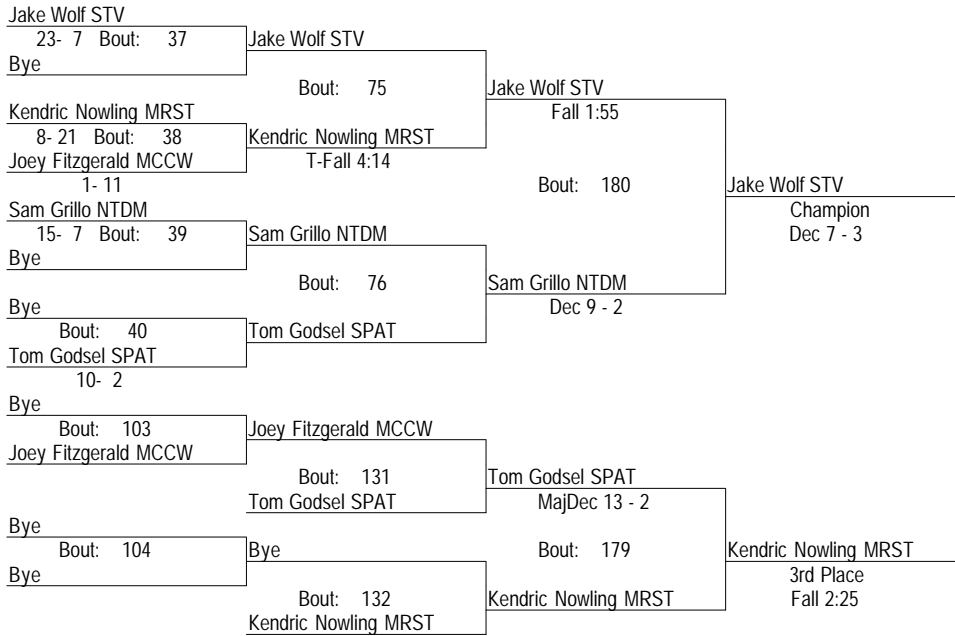 Jake Wolf STV
23- 7 Bout: 37
Jake Wolf STV
Bye
Bout: 75
Jake Wolf STV
Fall 1:55
Kendric Nowling MRST
8- 21 Bout: 38
Kendric Nowling MRST
Joey Fitzgerald MCCW
T-Fall 4:14
1- 11
Bout: 180
Jake Wolf STV
Champion
Dec 7 - 3
Sam Grillo NTDM
15- 7 Bout: 39
Sam Grillo NTDM
Bye
Bout: 76
Sam Grillo NTDM
Dec 9 - 2
Bye
Bout: 40
Tom Godsel SPAT
Tom Godsel SPAT
10- 2
Bye
Bout: 103
Joey Fitzgerald MCCW
Joey Fitzgerald MCCW
Bout: 131
Tom Godsel SPAT
MajDec 13 - 2
Tom Godsel SPAT
Bye
Bout: 104
Bye
Bye
Bout: 179
Kendric Nowling MRST
3rd Place
Fall 2:25
Bout: 132
Kendric Nowling MRST
Kendric Nowling MRST